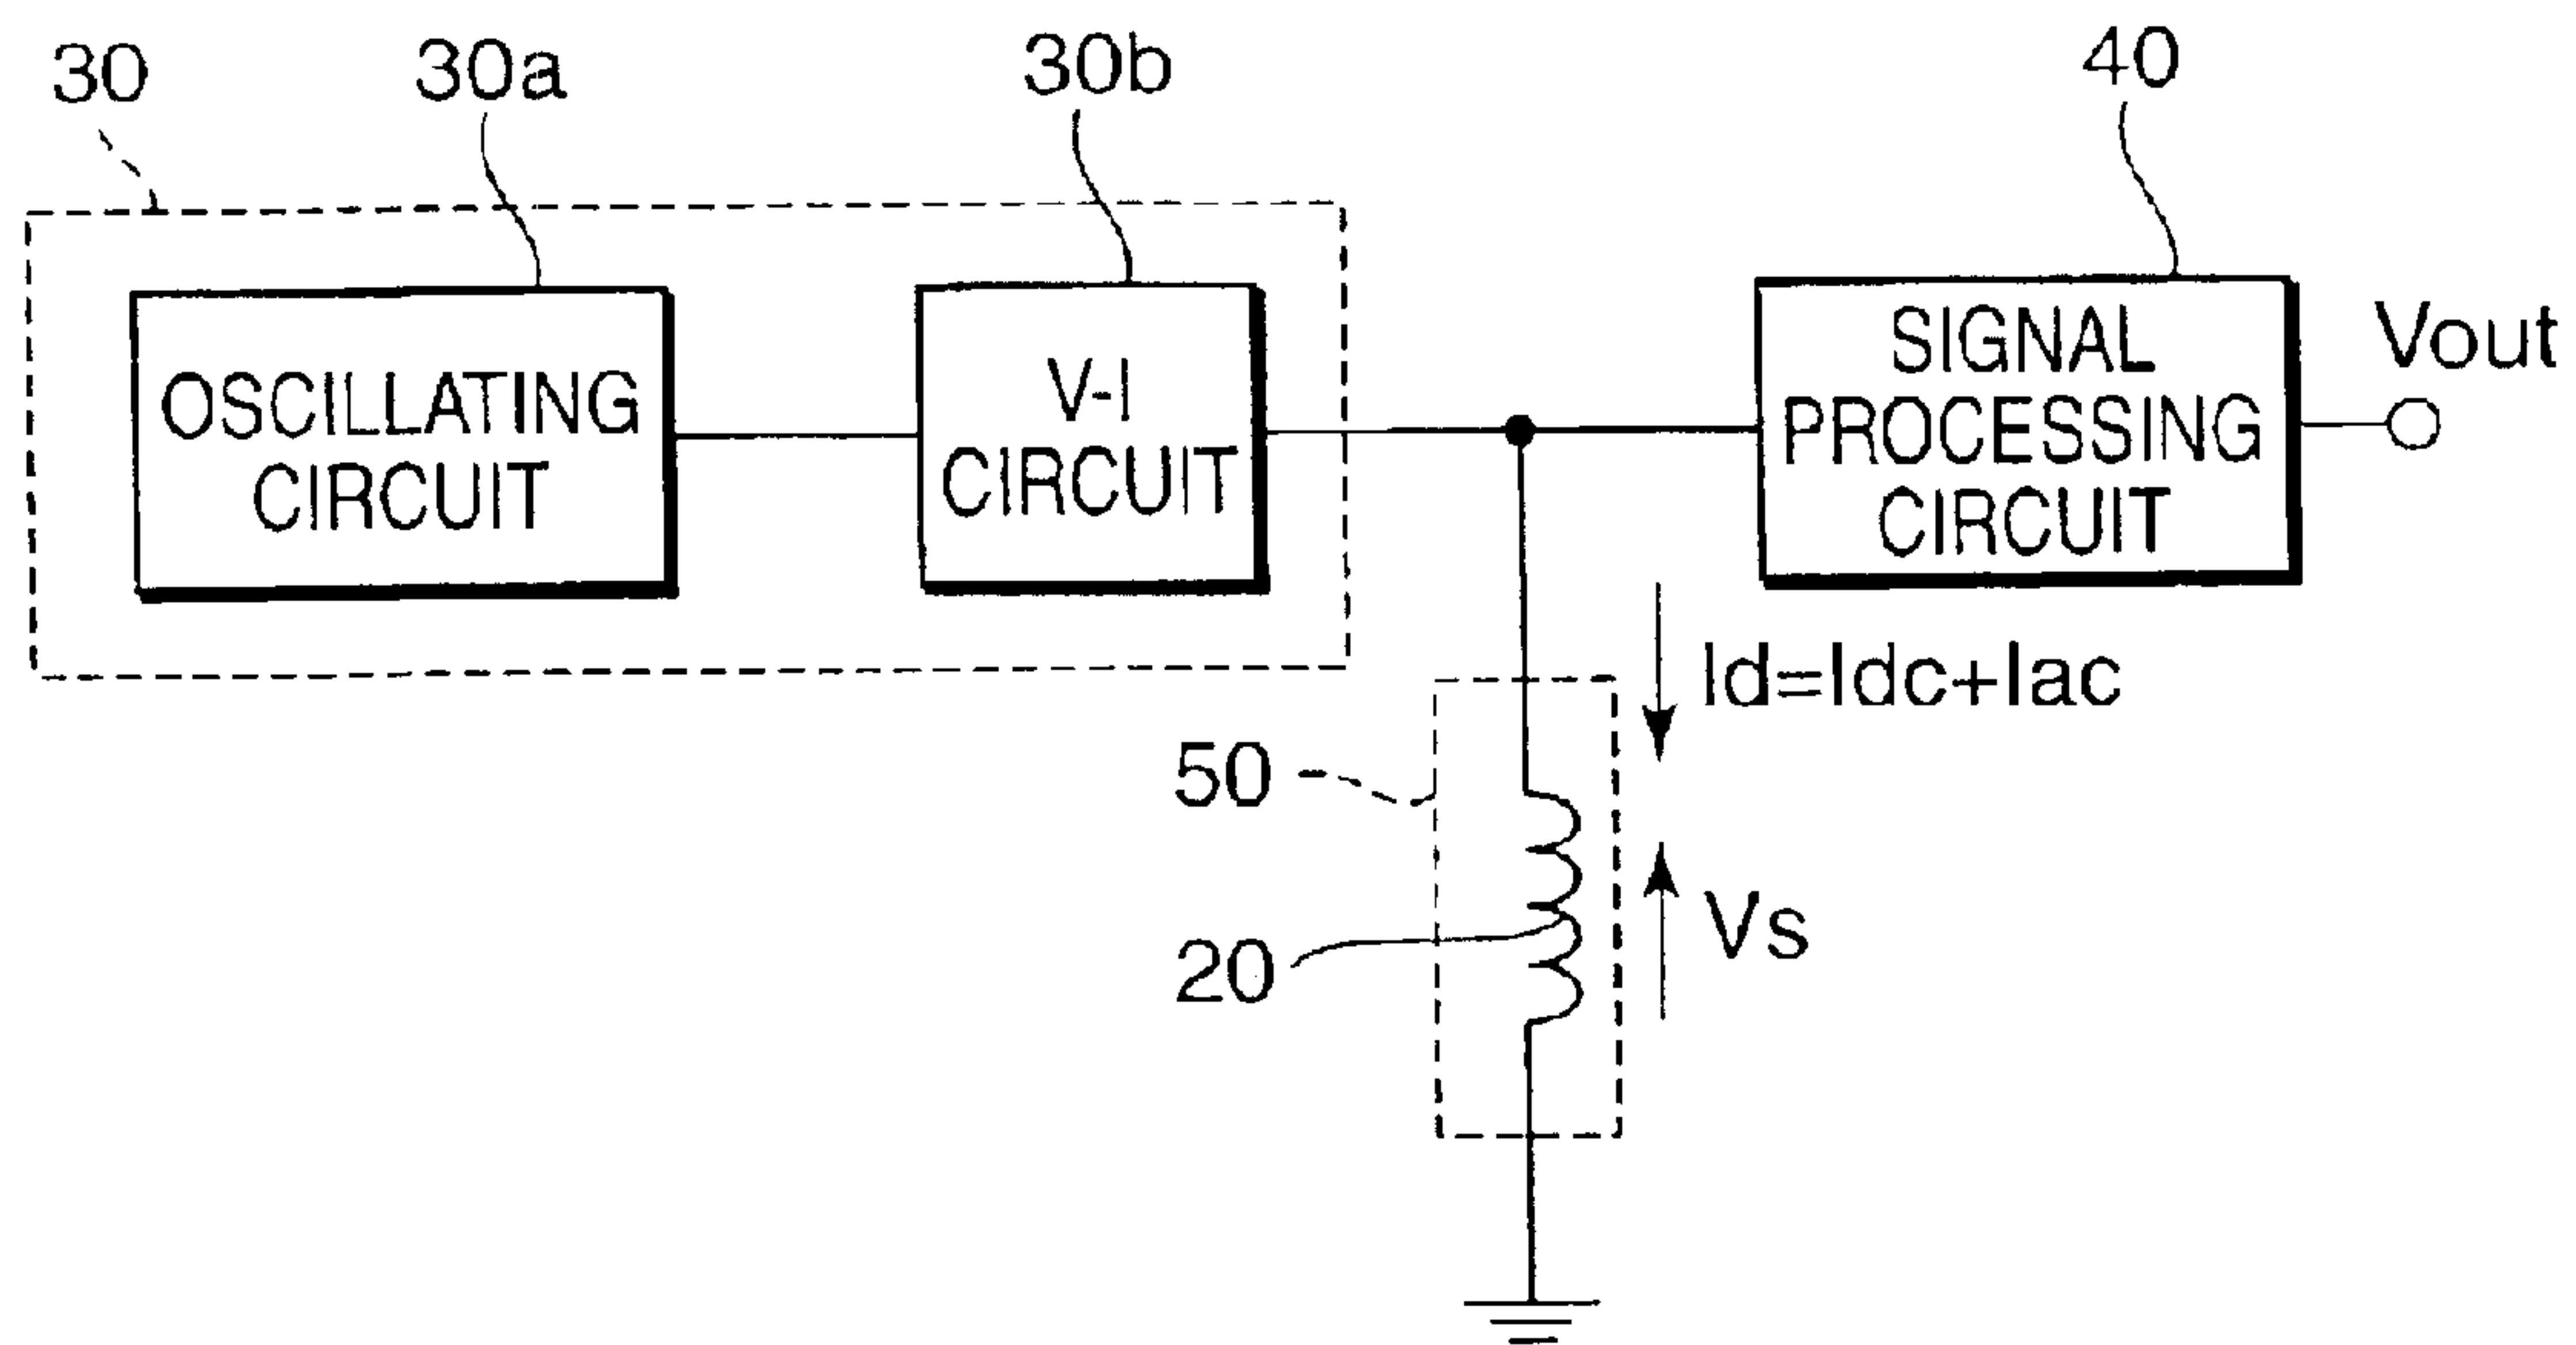 30
30a
30b
40
OSCILLATING
CIRCUIT
V-I
CIRCUIT
SIGNAL
PROCESSING
CIRCUIT
Vout
Id=Idc+Iac
50
Vs
20